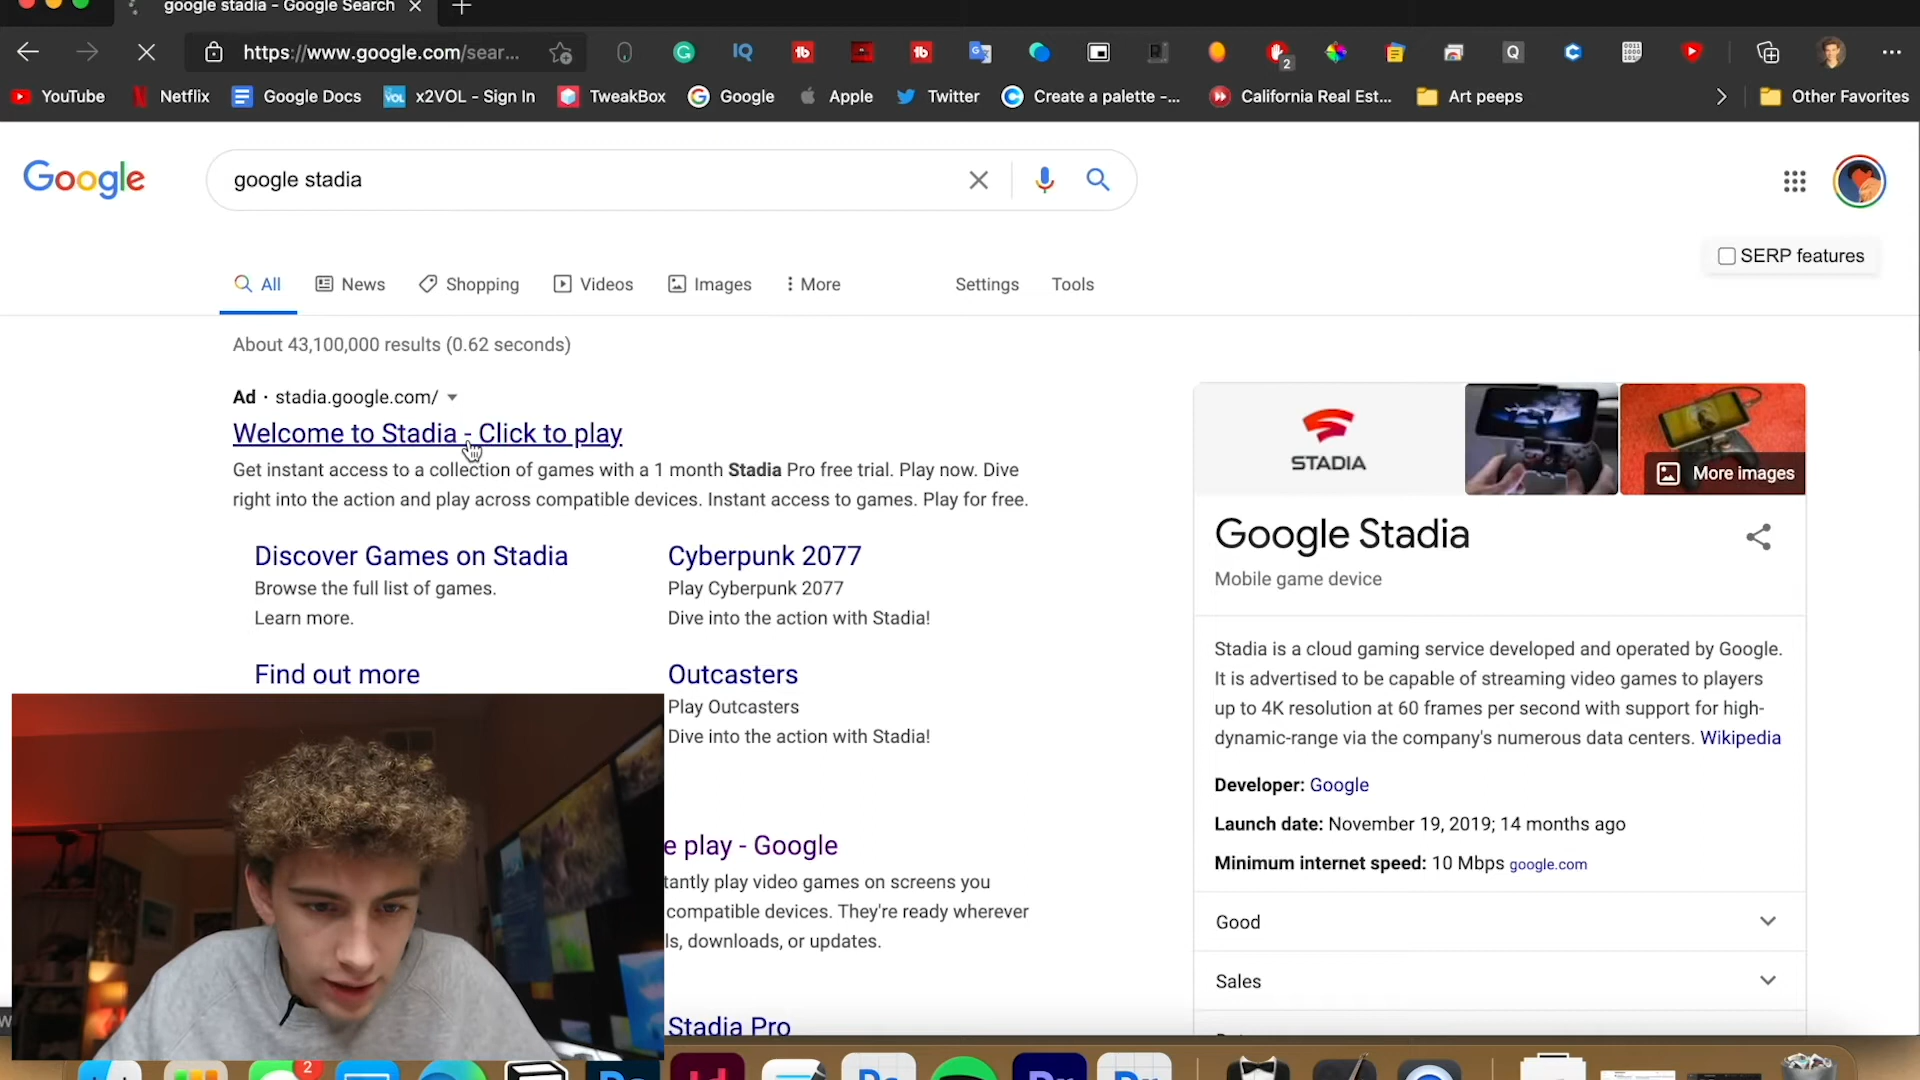 google stadia - Google Search
https://www.google.com/sear...
2
YouTube Netflix Google Docs x2VOL - Sign In TweakBox Google Apple Twitter Create a palette -... California Real Est... Art peeps Other Favorites
Google
google stadia
SERP features
All News Shopping Videos Images More Settings Tools
About 43,100,000 results (0.62 seconds)
Ad · stadia.google.com/
Welcome to Stadia - Click to play
Get instant access to a collection of games with a 1 month Stadia Pro free trial. Play now. Dive
right into the action and play across compatible devices. Instant access to games. Play for free.
Discover Games on Stadia
Browse the full list of games.
Learn more.
Cyberpunk 2077
Play Cyberpunk 2077
Dive into the action with Stadia!
Find out more
Outcasters
Play Outcasters
Dive into the action with Stadia!
e play - Google
tantly play video games on screens you
compatible devices. They're ready wherever
ls, downloads, or updates.
Stadia Pro
STADIA
More images
Google Stadia
Mobile game device
Stadia is a cloud gaming service developed and operated by Google.
It is advertised to be capable of streaming video games to players
up to 4K resolution at 60 frames per second with support for high-
dynamic-range via the company's numerous data centers. Wikipedia
Developer: Google
Launch date: November 19, 2019; 14 months ago
Minimum internet speed: 10 Mbps google.com
Good
Sales
2